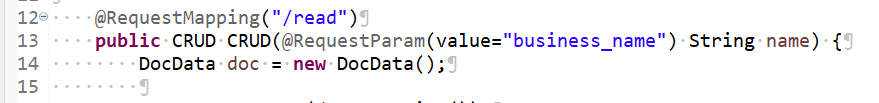 12 @RequestMapping("/read")¶
13 public CRUD CRUD(@RequestParam(value="business_name") String name) {¶
14 DocData doc = new DocData();¶
15 ¶